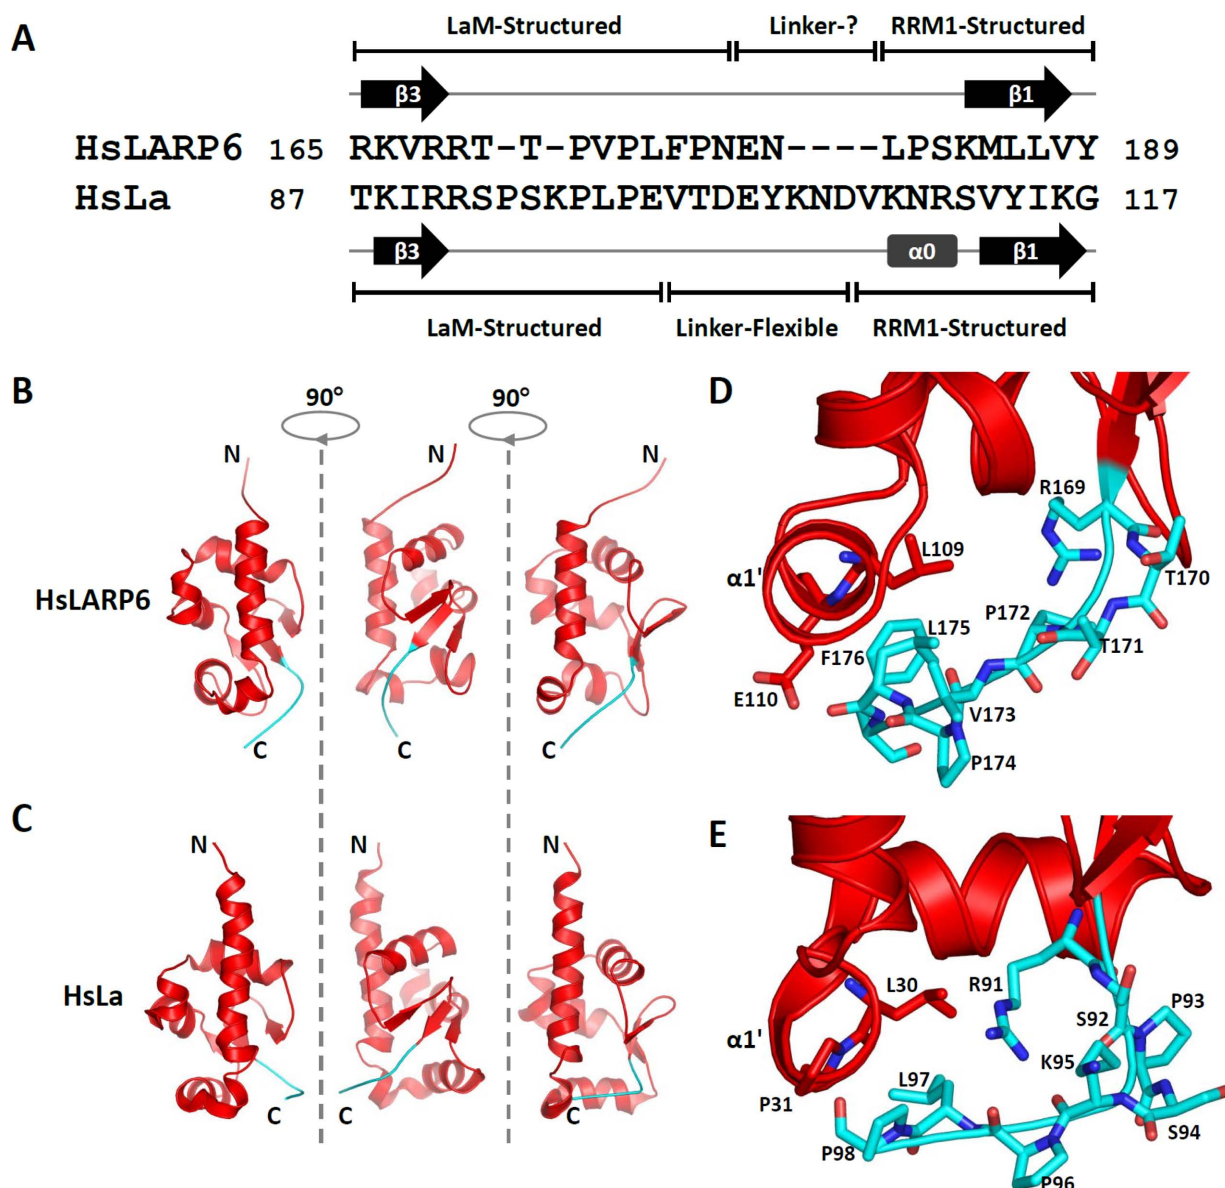 A
LaM-Structured Linker-? RRM1-Structured
β3 β1
HsLARP6 165 RKVRRT-T-PVPLFPNEN----LPSKMLLVY 189
HsLa 87 TKIRRSPSKPLPEVTDEYKNDVKNRSVYIKG 117
β3 α0 β1
LaM-Structured Linker-Flexible RRM1-Structured
B
90° 90°
N N N
HsLARP6
C C C
C
N N N
HsLa
C C C
D
R169
L109
α1'
T170
P172
L175
T171
F176
E110
V173
P174
E
L30
R91
P93
S92
α1'
K95
L97
P31
S94
P98
P96